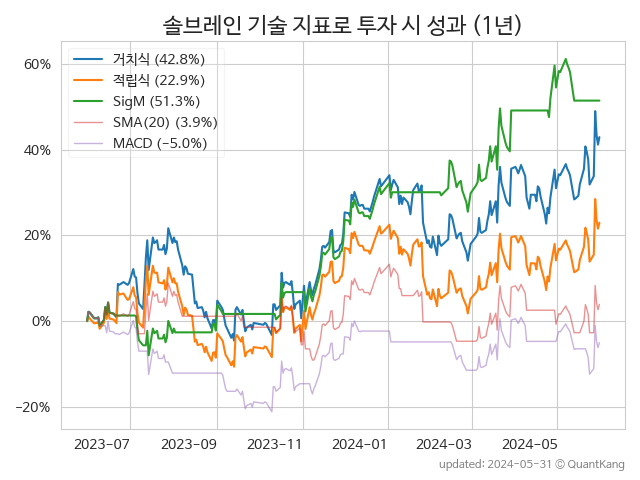 솔브레인 기술 지표로 투자 시 성과 (1년)
거치식 (42.8%)
적립식 (22.9%)
SigM (51.3%)
SMA(20) (3.9%)
MACD (−5.0%)
60%
40%
20%
0%
−20%
2023-07 2023-09 2023-11 2024-01 2024-03 2024-05
updated: 2024-05-31 © QuantKang